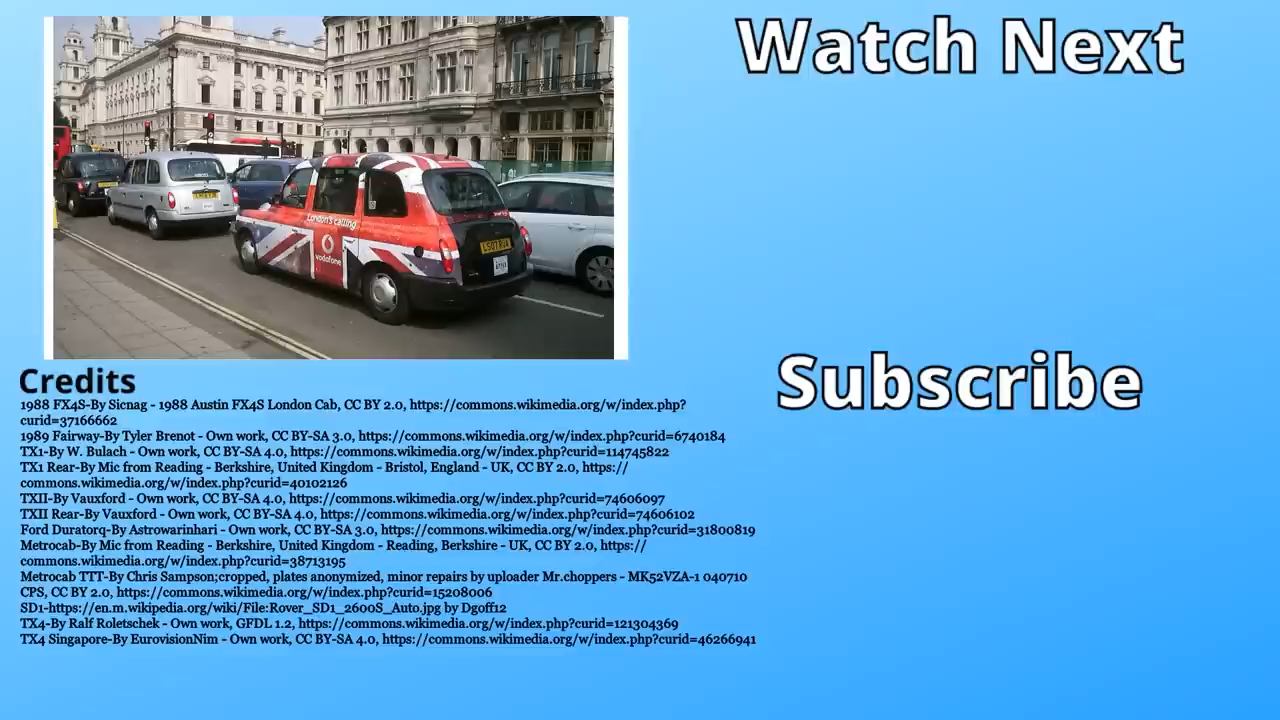 Watch Next
London's calling
vodafone
LS07RUA
Subscribe
Credits
1988 FX4S-By Sicnag - 1988 Austin FX4S London Cab, CC BY 2.0, https://commons.wikimedia.org/w/index.php?
curid=37166662
1989 Fairway-By Tyler Brenot - Own work, CC BY-SA 3.0, https://commons.wikimedia.org/w/index.php?curid=6740184
TX1-By W. Bulach - Own work, CC BY-SA 4.0, https://commons.wikimedia.org/w/index.php?curid=114745822
TX1 Rear-By Mic from Reading - Berkshire, United Kingdom - Bristol, England - UK, CC BY 2.0, https://
commons.wikimedia.org/w/index.php?curid=40102126
TXII-By Vauxford - Own work, CC BY-SA 4.0, https://commons.wikimedia.org/w/index.php?curid=74606097
TXII Rear-By Vauxford - Own work, CC BY-SA 4.0, https://commons.wikimedia.org/w/index.php?curid=74606102
Ford Duratorq-By Astrowarinhari - Own work, CC BY-SA 3.0, https://commons.wikimedia.org/w/index.php?curid=31800819
Metrocab-By Mic from Reading - Berkshire, United Kingdom - Reading, Berkshire - UK, CC BY 2.0, https://
commons.wikimedia.org/w/index.php?curid=38713195
Metrocab TTT-By Chris Sampson;cropped, plates anonymized, minor repairs by uploader Mr.choppers - MK52VZA-1 040710
CPS, CC BY 2.0, https://commons.wikimedia.org/w/index.php?curid=15208006
SD1-https://en.m.wikipedia.org/wiki/File:Rover_SD1_2600S_Auto.jpg by Dgoff12
TX4-By Ralf Roletschek - Own work, GFDL 1.2, https://commons.wikimedia.org/w/index.php?curid=121304369
TX4 Singapore-By EurovisionNim - Own work, CC BY-SA 4.0, https://commons.wikimedia.org/w/index.php?curid=46266941